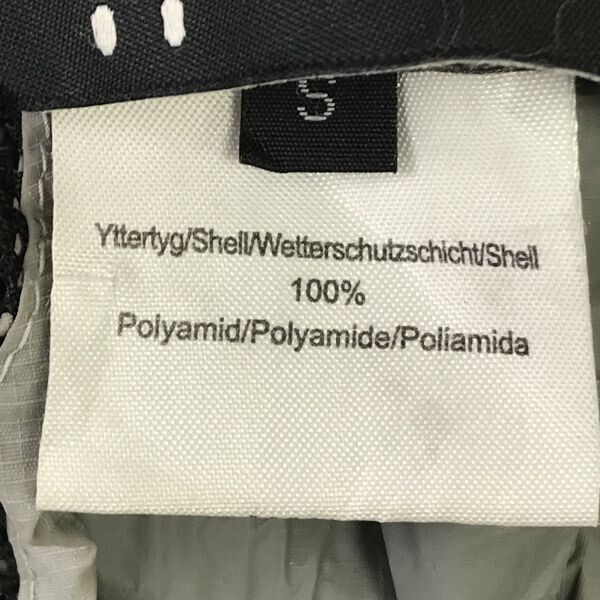 S
Yttertyg/Shell/Wetterschutzschicht/Shell
100%
Polyamid/Polyamide/Poliamida